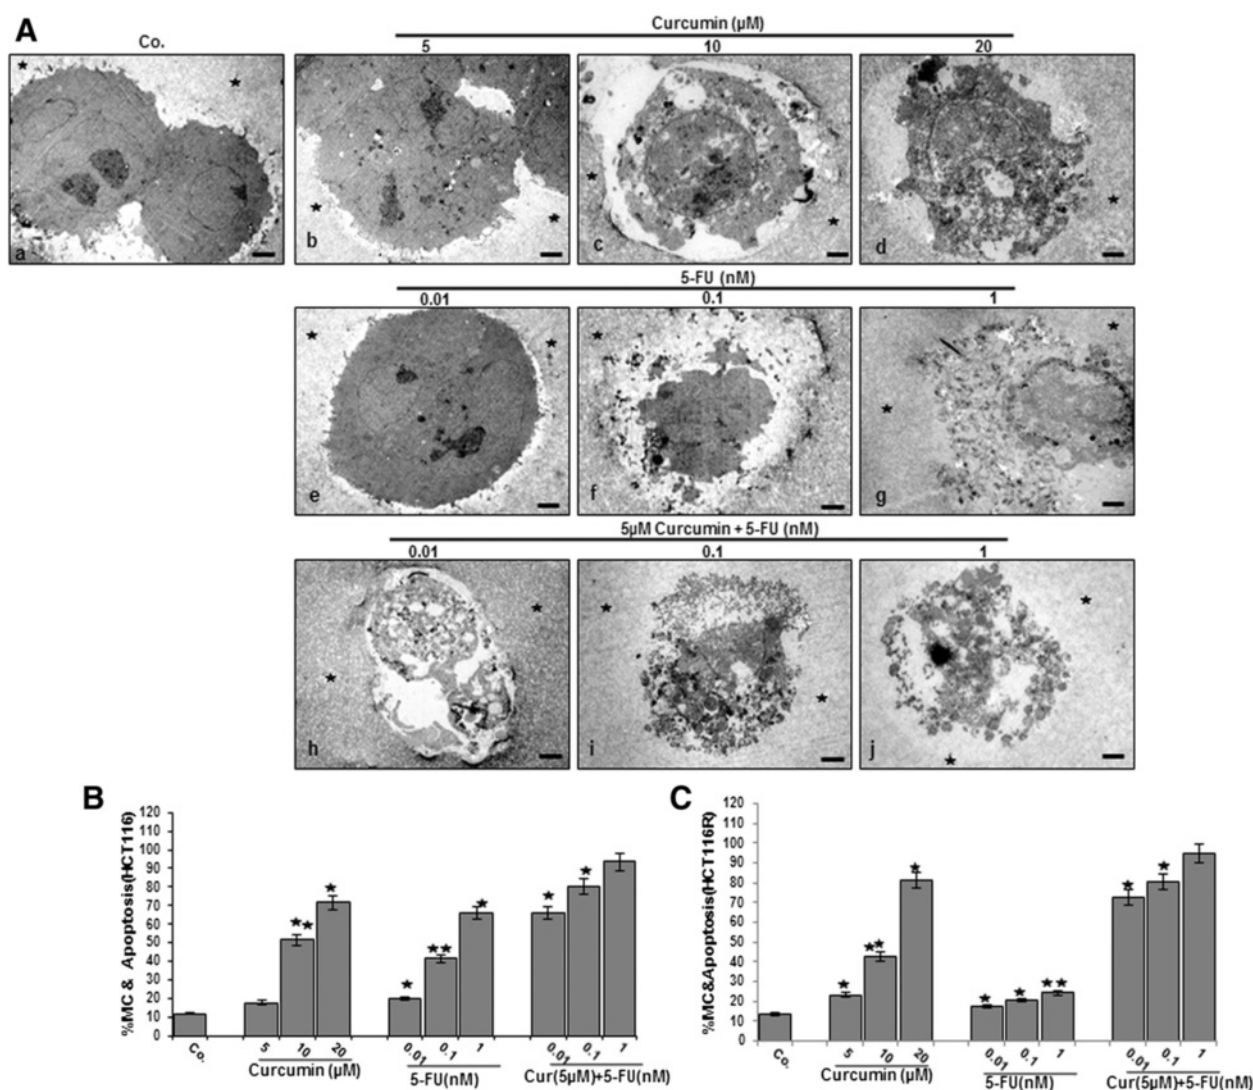 A
Curcumin (µM)
Co. 5 10 20
a b c d
5-FU (nM)
0.01 0.1 1
e f g
5µM Curcumin + 5-FU (nM)
0.01 0.1 1
h i j
B
%MC & Apoptosis(HCT116)
120
110
100
90
80
70
60
50
40
30
20
10
0
Co. 5 10 20 0.01 0.1 1 0.01 0.1 1
Curcumin (µM) 5-FU(nM) Cur(5µM)+5-FU(nM)
C
%MC&Apoptosis(HCT116R)
120
110
100
90
80
70
60
50
40
30
20
10
0
Co. 5 10 20 0.01 0.1 1 0.01 0.1 1
Curcumin (µM) 5-FU(nM) Cur(5µM)+5-FU(nM)